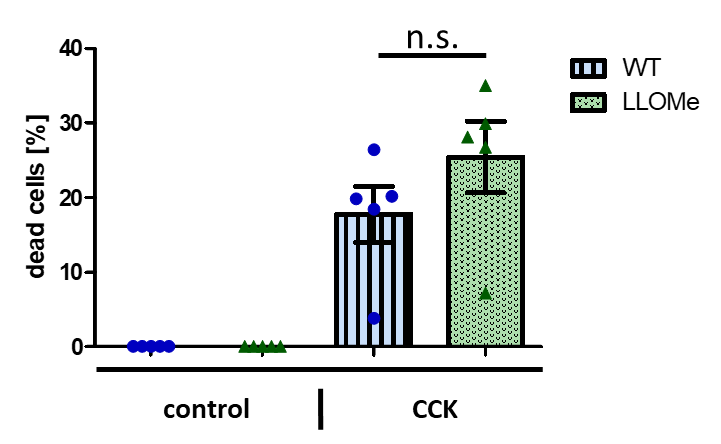 n.s.
40
30
20
10
0
dead cells [%]
WT
LLOMe
control
CCK